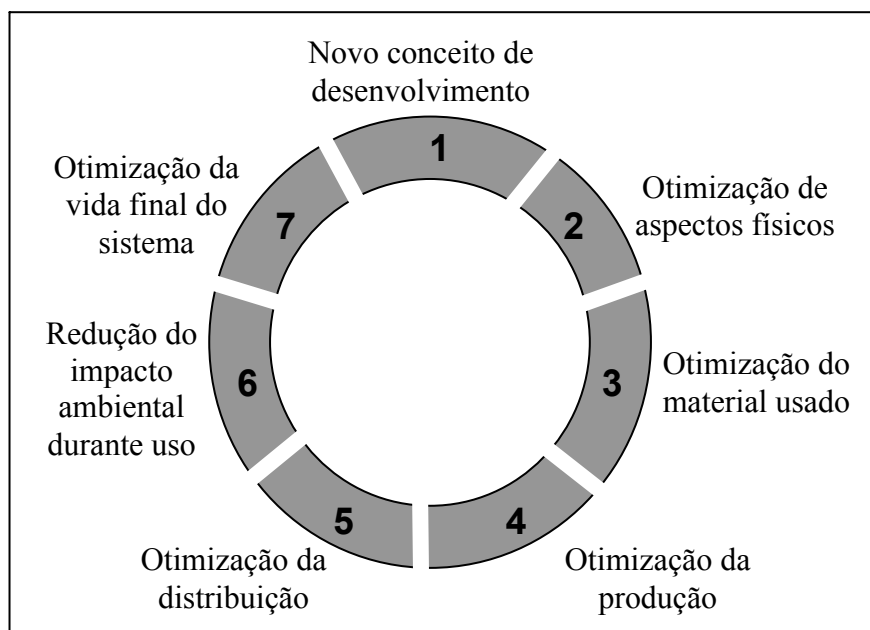 Novo conceito de
desenvolvimento
1
Otimização de
aspectos físicos
2
Otimização do
material usado
3
Otimização da
produção
4
Otimização da
distribuição
5
Redução do
impacto
ambiental
durante uso
6
Otimização da
vida final do
sistema
7